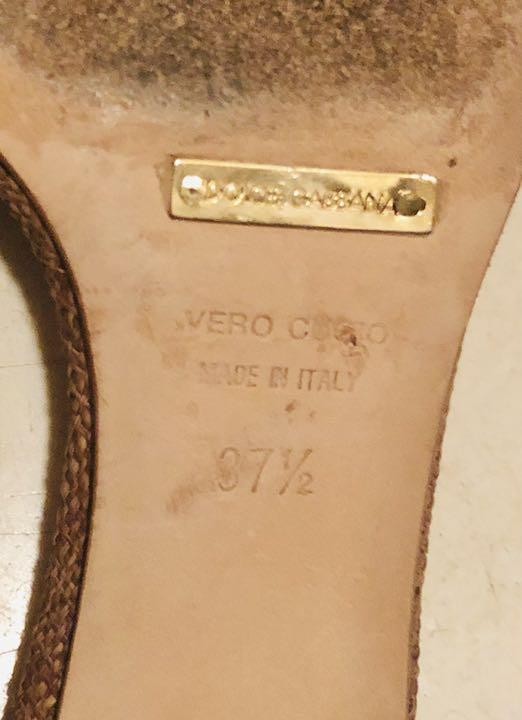 DOLCE & GABBANA
VERO CUOIO
MADE IN ITALY
37½